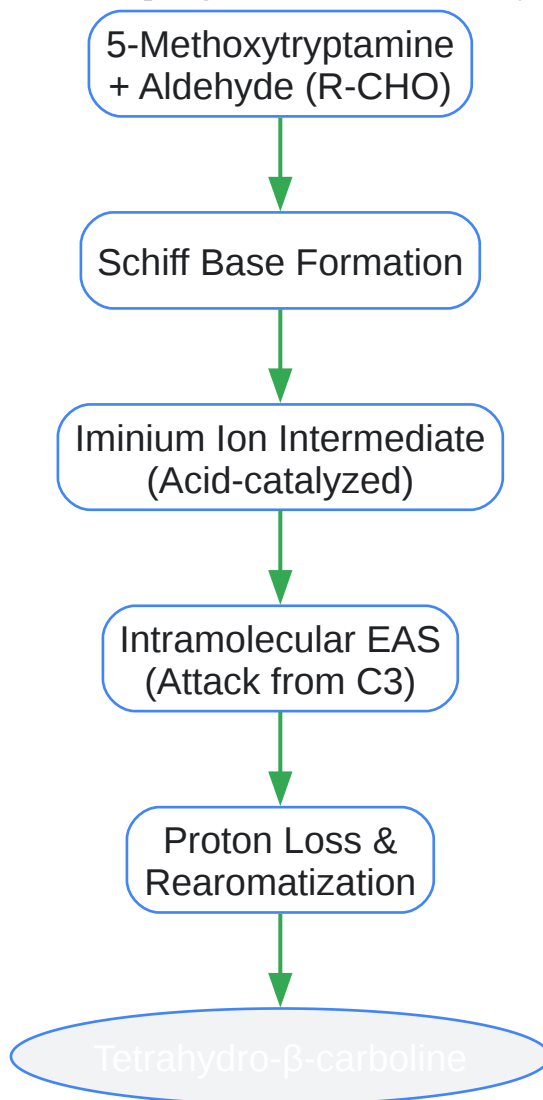 5-Methoxytryptamine
+ Aldehyde (R-CHO)
Schiff Base Formation
Iminium Ion Intermediate
(Acid-catalyzed)
Intramolecular EAS
(Attack from C3)
Proton Loss &
Rearomatization
Tetrahydro-β-carboline